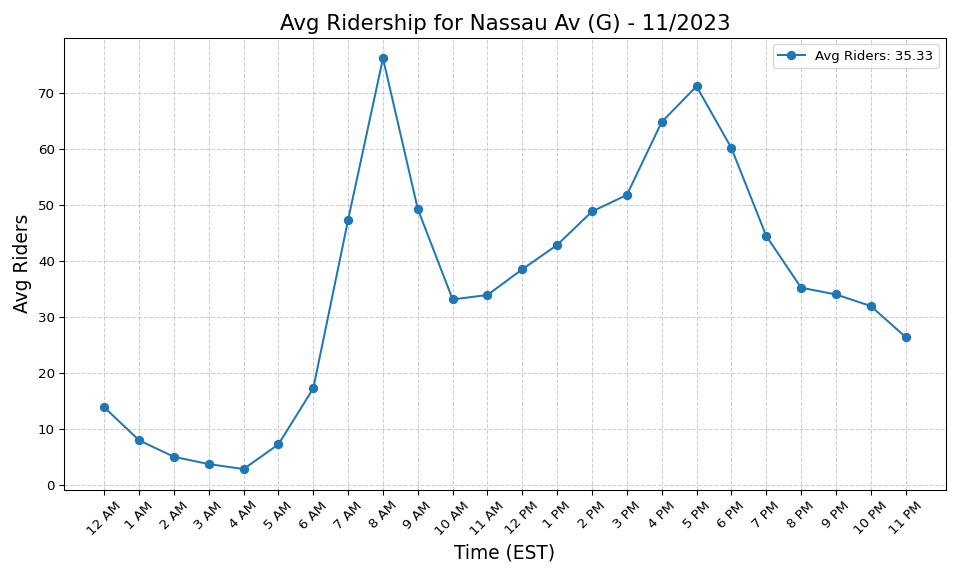 Avg Ridership for Nassau Av (G) - 11/2023
Avg Riders: 35.33
Avg Riders
70
60
50
40
30
20
10
0
12 AM
1 AM
2 AM
3 AM
4 AM
5 AM
6 AM
7 AM
8 AM
9 AM
10 AM
11 AM
12 PM
1 PM
2 PM
3 PM
4 PM
5 PM
6 PM
7 PM
8 PM
9 PM
10 PM
11 PM
Time (EST)